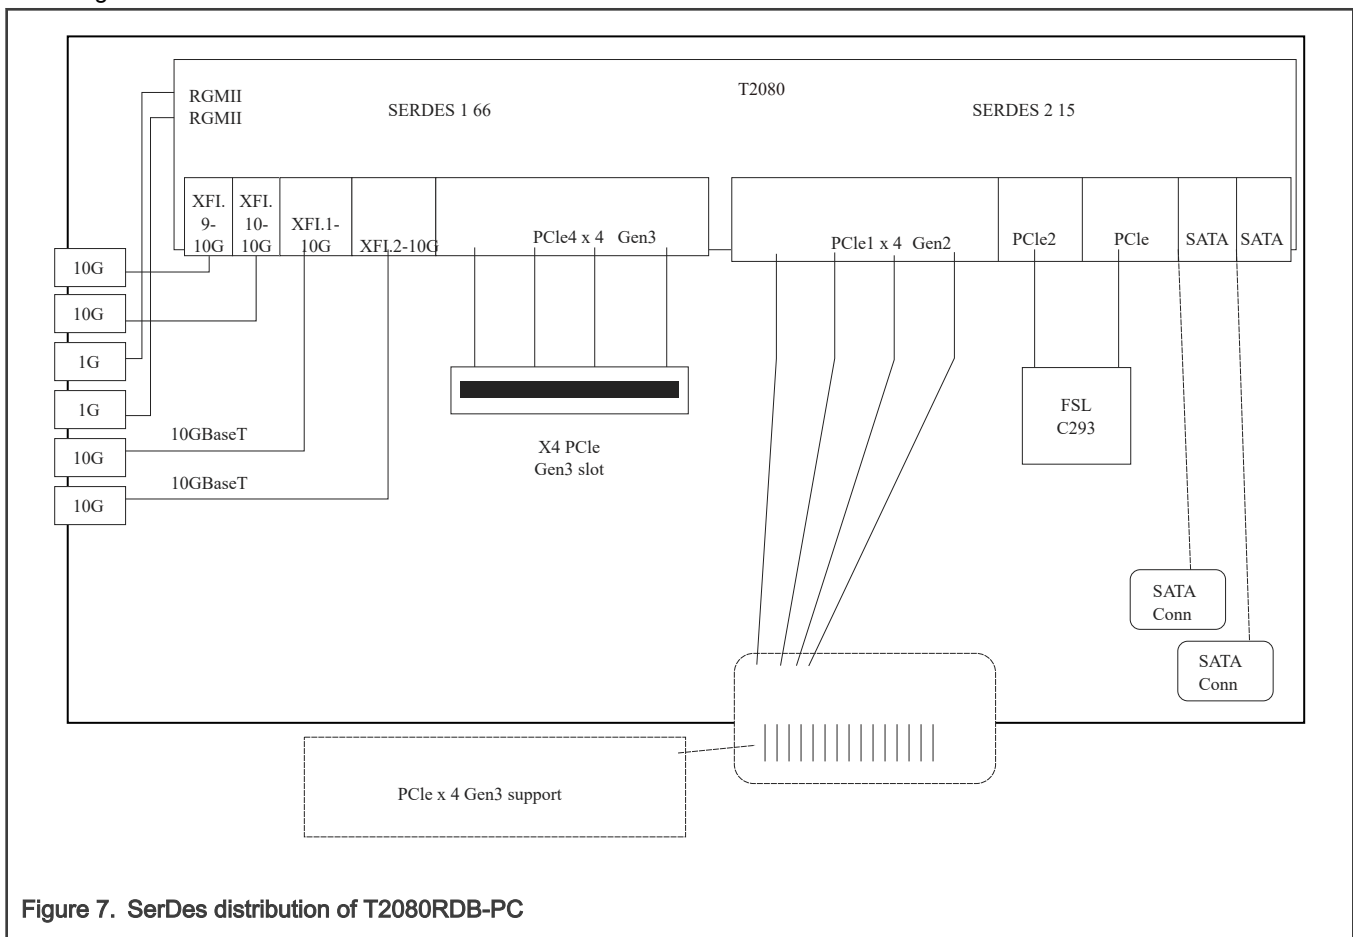 T2080
RGMII
RGMII
SERDES 1 66
SERDES 2 15
XFI.
9-
10G
XFI.
10-
10G
XFI.1-
10G
XFI.2-10G
PCle4 x 4 Gen3
PCle1 x 4 Gen2
PCle2
PCle
SATA
SATA
10G
10G
1G
1G
10G
10G
10GBaseT
10GBaseT
X4 PCle
Gen3 slot
FSL
C293
SATA
Conn
SATA
Conn
PCle x 4 Gen3 support
Figure 7. SerDes distribution of T2080RDB-PC